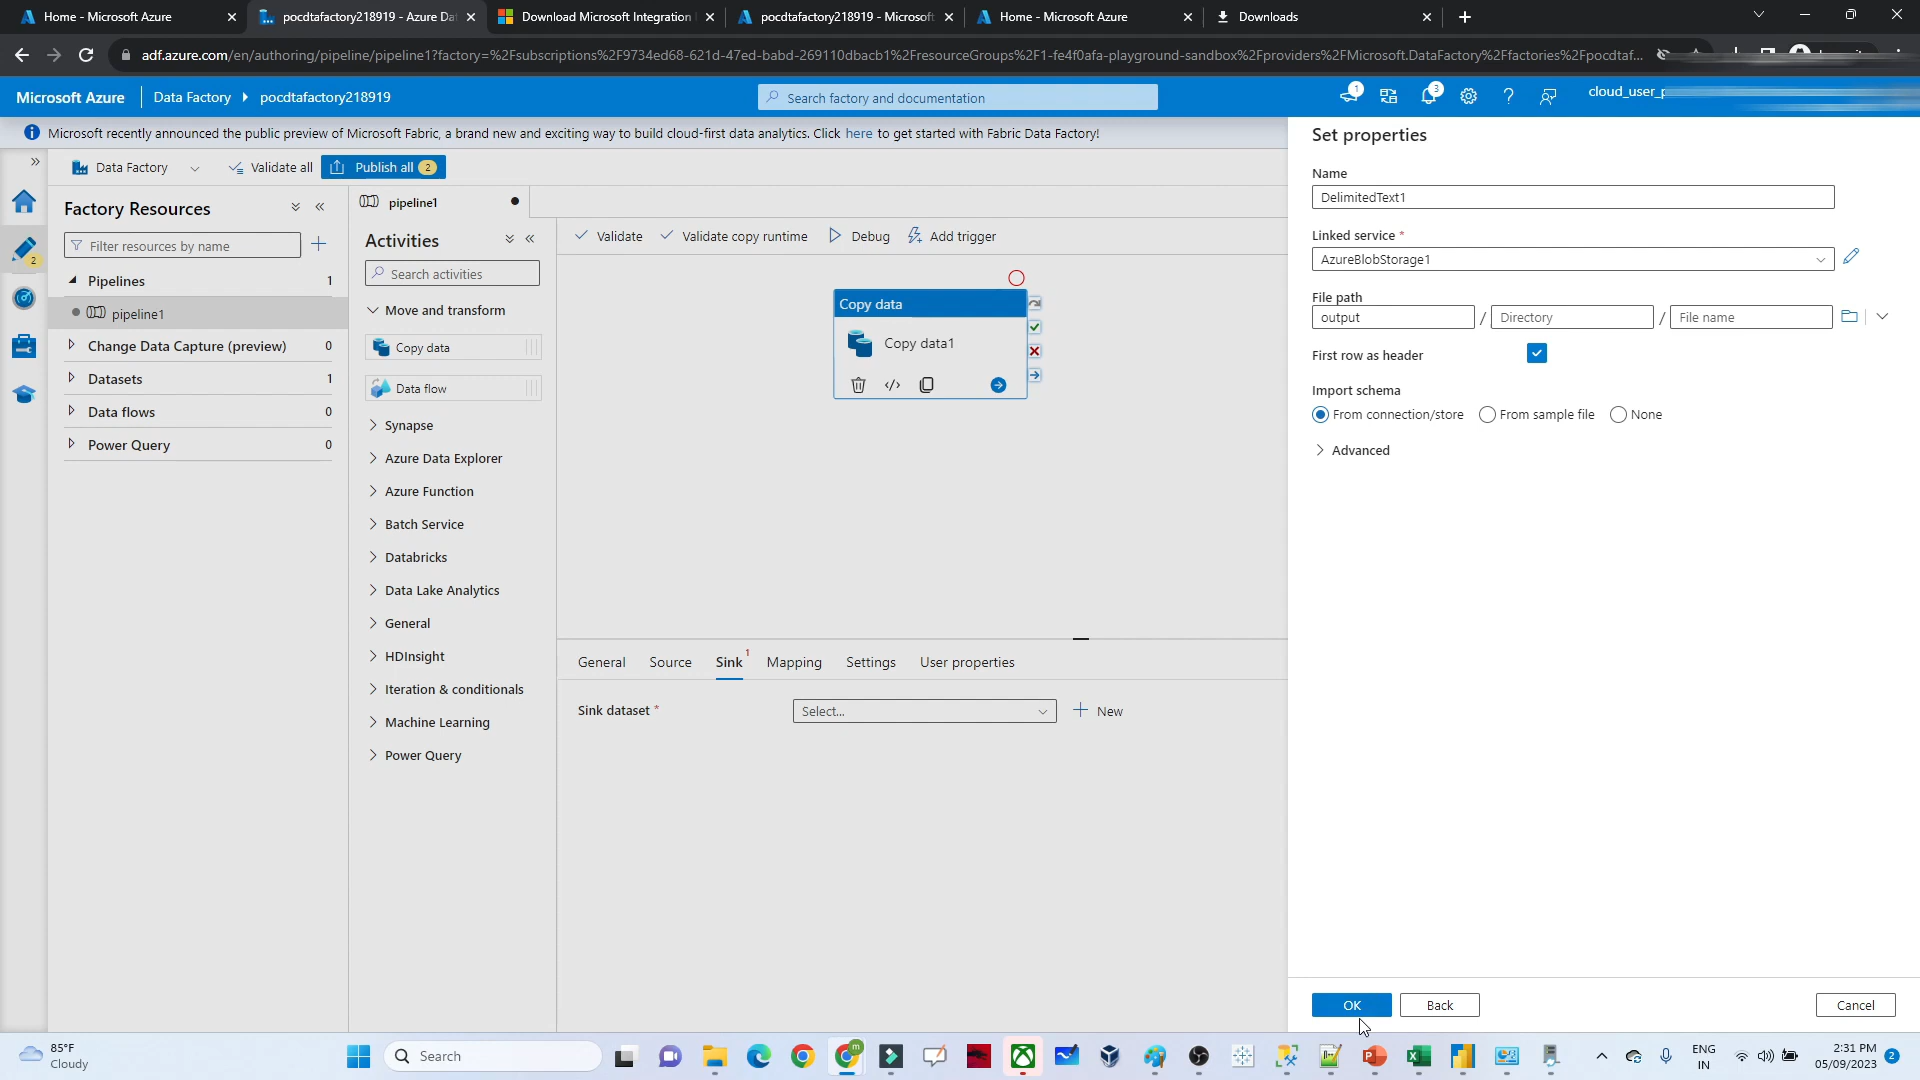 Home - Microsoft Azure
pocdtafactory218919 - Azure Dat
Download Microsoft Integration
pocdtafactory218919 - Microsoft
Home - Microsoft Azure
Downloads
adf.azure.com/en/authoring/pipeline/pipeline1?factory=%2Fsubscriptions%2F9734ed68-621d-47ed-babd-269110dbacb1%2FresourceGroups%2F1-fe4f0afa-playground-sandbox%2Fproviders%2FMicrosoft.DataFactory%2Ffactories%2Fpocdtaf...
Microsoft Azure
Data Factory
pocdtafactory218919
Search factory and documentation
1
3
cloud_user_p
Microsoft recently announced the public preview of Microsoft Fabric, a brand new and exciting way to build cloud-first data analytics. Click here to get started with Fabric Data Factory!
Data Factory
Validate all
Publish all 2
2
Factory Resources
Filter resources by name
Pipelines 1
pipeline1
Change Data Capture (preview) 0
Datasets 1
Data flows 0
Power Query 0
pipeline1
Activities
Search activities
Move and transform
Copy data
Data flow
Synapse
Azure Data Explorer
Azure Function
Batch Service
Databricks
Data Lake Analytics
General
HDInsight
Iteration & conditionals
Machine Learning
Power Query
Validate
Validate copy runtime
Debug
Add trigger
Copy data
Copy data1
General
Source
Sink 1
Mapping
Settings
User properties
Sink dataset *
Select...
New
Set properties
Name
DelimitedText1
Linked service *
AzureBlobStorage1
File path
output / Directory / File name
First row as header
Import schema
From connection/store
From sample file
None
Advanced
OK
Back
Cancel
85°F
Cloudy
Search
m
ENG
IN
2:31 PM
05/09/2023
2